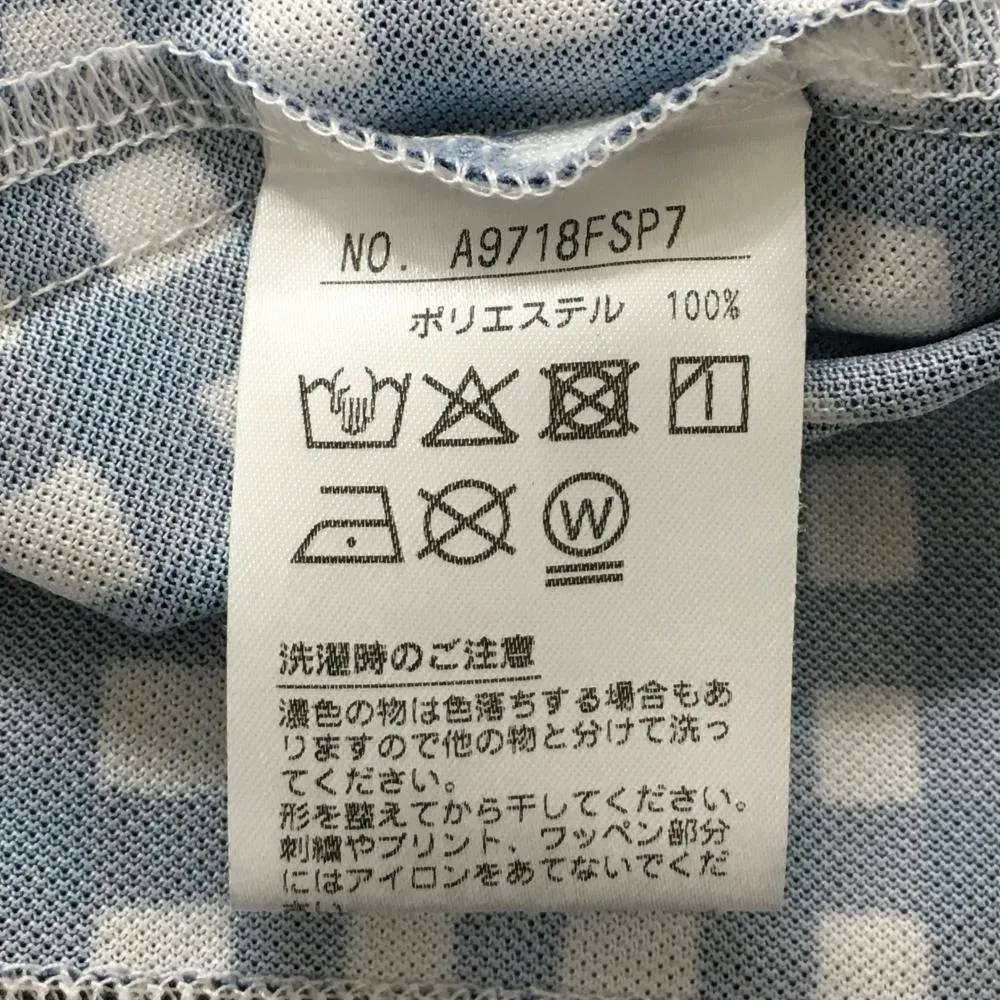 NO. A9718FSP7
ポリエステル 100%
W
洗濯時のご注意
濃色の物は色落ちする場合もあ
りますので他の物と分けて洗っ
てください。
形を整えてから干してください。
刺繍やプリント、ワッペン部分
にはアイロンをあてないでくだ
さい